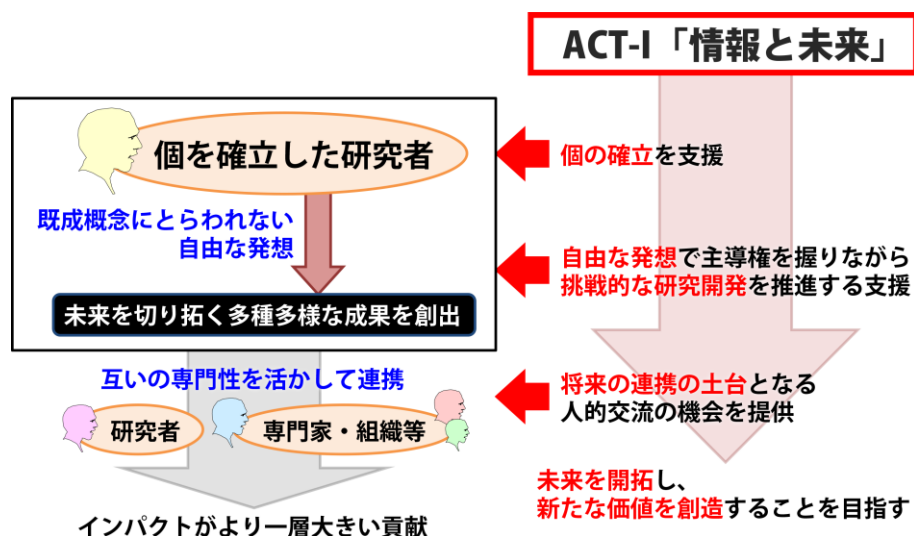 ACT-I「情報と未来」
個を確立した研究者
既成概念にとらわれない
自由な発想
未来を切り拓く多種多様な成果を創出
互いの専門性を活かして連携
研究者
専門家・組織等
インパクトがより一層大きい貢献
個の確立を支援
自由な発想で主導権を握りながら
挑戦的な研究開発を推進する支援
将来の連携の土台となる
人的交流の機会を提供
未来を開拓し、
新たな価値を創造することを目指す